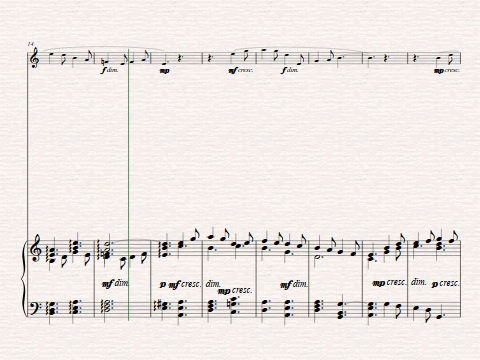 14
f dim. mp mf cresc. f dim. mp cresc.
mf dim. p mf cresc. dim. mp cresc. mf dim. mp cresc. dim. p cresc.